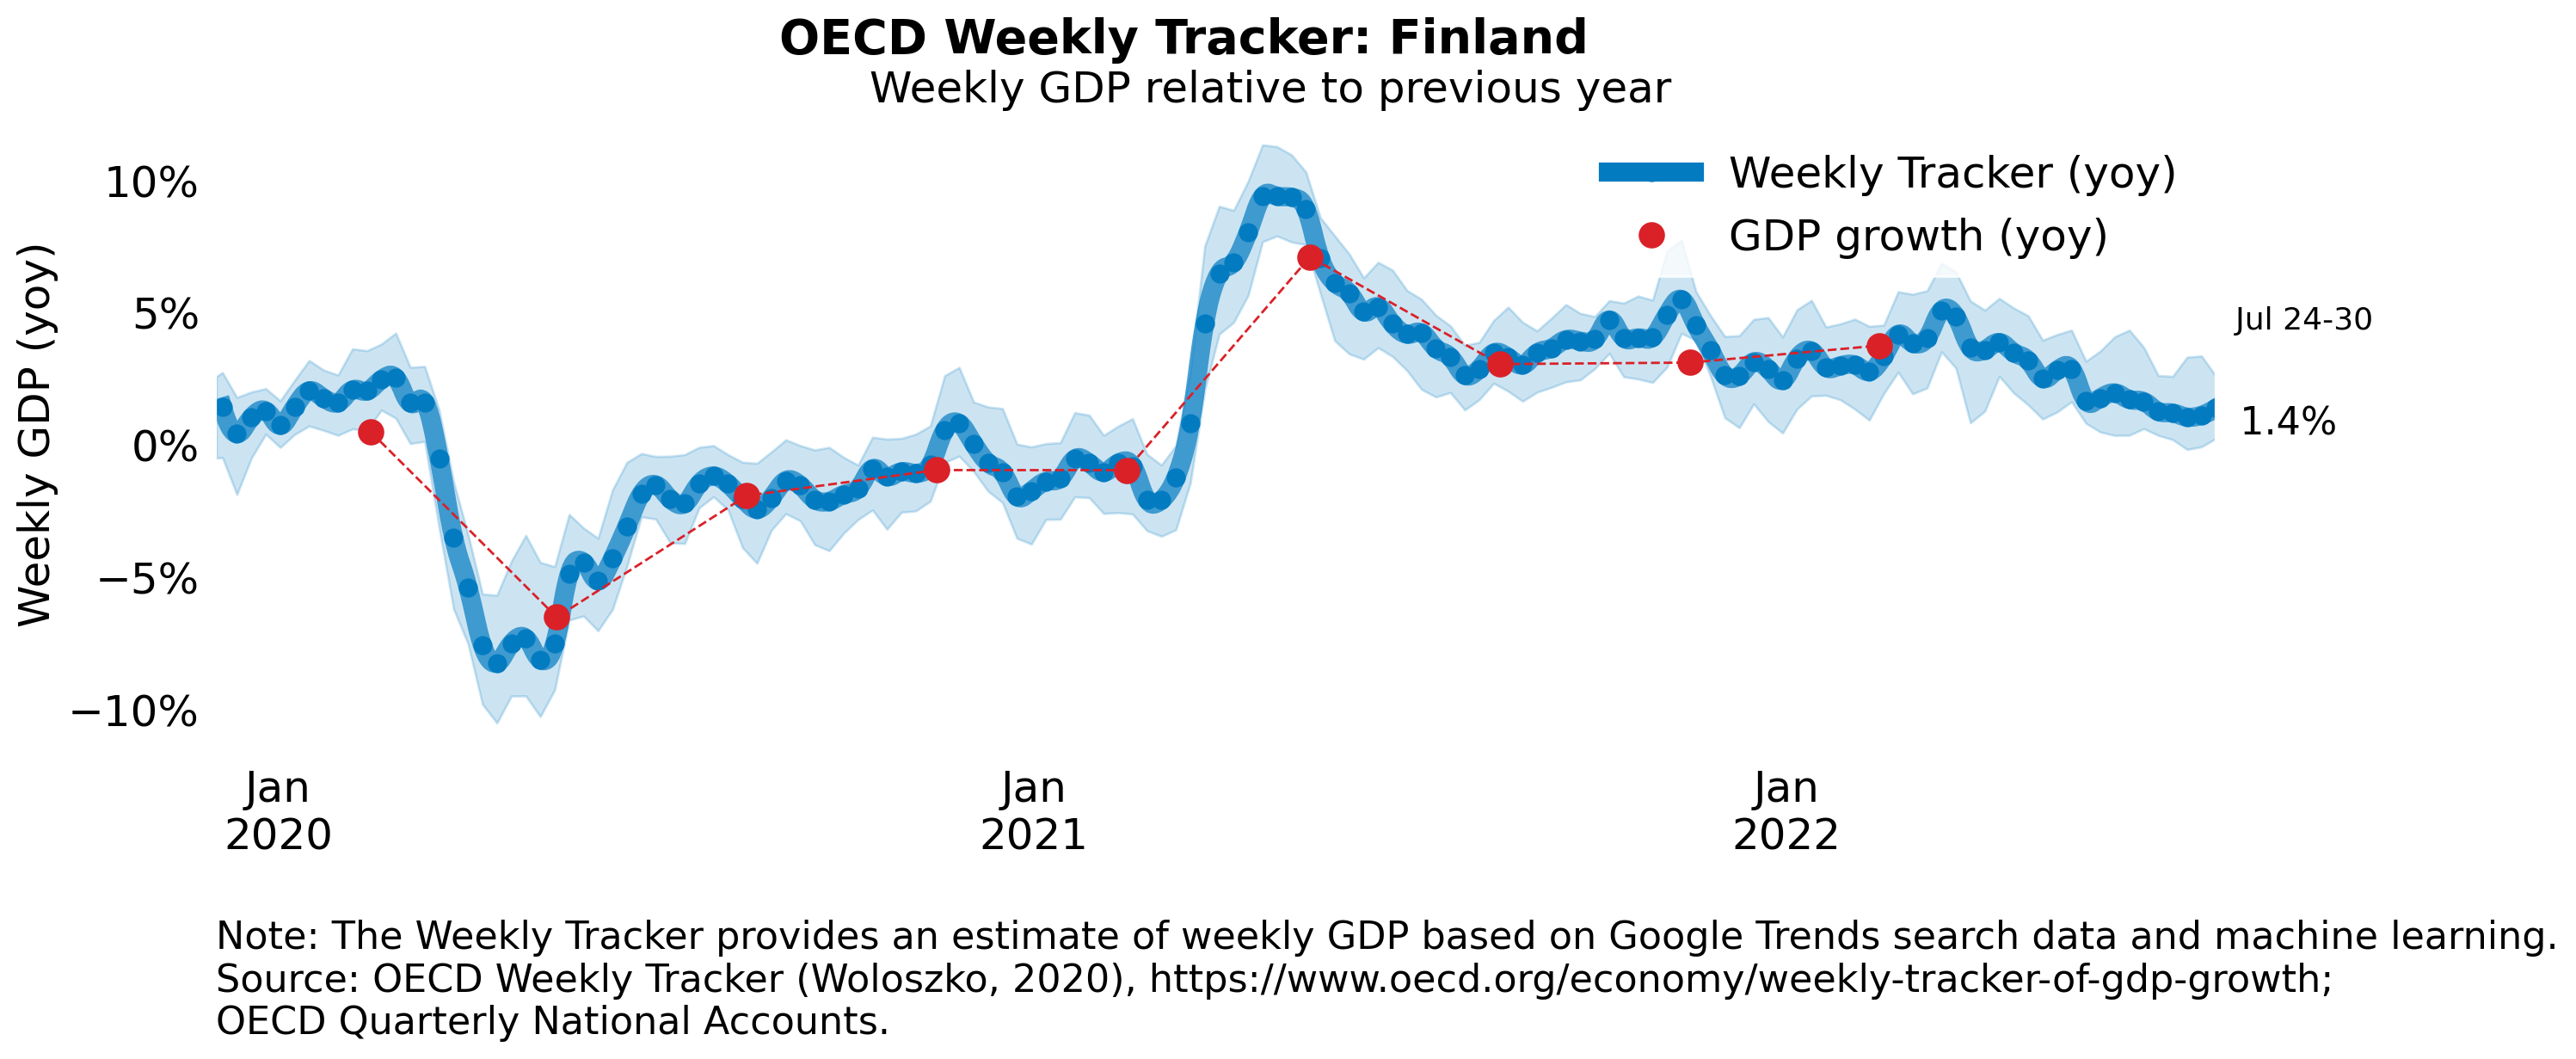 OECD Weekly Tracker: Finland
Weekly GDP relative to previous year
Weekly Tracker (yoy)
GDP growth (yoy)
Weekly GDP (yoy)
10%
5%
0%
−5%
−10%
Jul 24-30
1.4%
Jan
2020
Jan
2021
Jan
2022
Note: The Weekly Tracker provides an estimate of weekly GDP based on Google Trends search data and machine learning.
Source: OECD Weekly Tracker (Woloszko, 2020), https://www.oecd.org/economy/weekly-tracker-of-gdp-growth;
OECD Quarterly National Accounts.